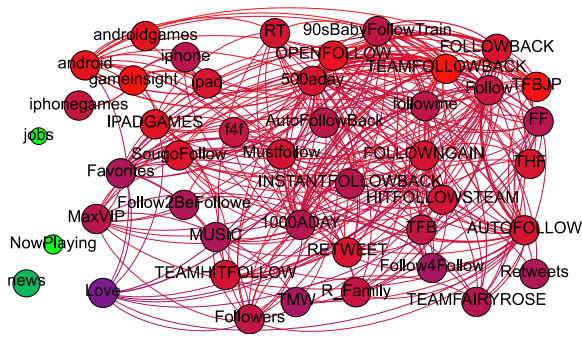 androidgames
RT
90sBabyFollowTrain
android
iphone
OPENFOLLOW
FOLLOWBACK
TEAMFOLLOWBACK
gameinsight
ipad
500aday
Follow
TFBJP
iphonegames
followme
IPADGAMES
AutoFollowBack
FF
jobs
f4f
SougoFollow
Mustfollow
FOLLOWNGAIN
THF
Favorites
INSTANTFOLLOWBACK
HITFOLLOWSTEAM
Follow2BeFollowe
MaxVIP
1000ADAY
TFB
AUTOFOLLOW
NowPlaying
MUSIC
RETWEET
news
TEAMHITFOLLOW
Follow4Follow
Retweets
Love
TMW
R_Family
TEAMFAIRYROSE
Followers